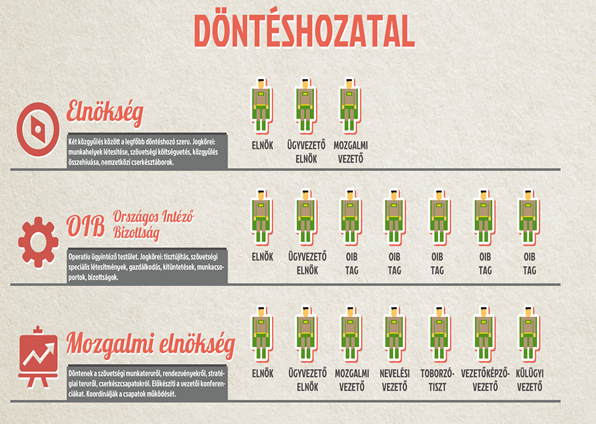 DÖNTÉSHOZATAL
Elnökség
Két közgyűlés között a legfőbb döntéshozó szerv. Jogkörei:
munkahelyek létesítése, szövetségi költségvetés, közgyűlés
összehívása, nemzetközi cserkésztáborok.
ELNÖK
ÜGYVEZETŐ
ELNÖK
MOZGALMI
VEZETŐ
OIB Országos Intéző
Bizottság
Operatív ügyintéző testület. Jogkörei: tisztújítás, szövetségi
speciális létesítmények, gazdálkodás, kitüntetések, munkacso-
portok, bizottságok.
ELNÖK
ÜGYVEZETŐ
ELNÖK
OIB
TAG
OIB
TAG
OIB
TAG
OIB
TAG
OIB
TAG
Mozgalmi elnökség
Döntenek a szövetségi munkatervről, rendezvényekről, straté-
giai tervről, cserkészcsapatokról. Előkészíti a vezetői konferen-
ciákat. Koordinálják a csapatok működését.
ELNÖK
ÜGYVEZETŐ
ELNÖK
MOZGALMI
VEZETŐ
NEVELÉSI
VEZETŐ
TOBORZÓ-
TISZT
VEZETŐKÉPZŐ-
VEZETŐ
KÜLÜGYI
VEZETŐ